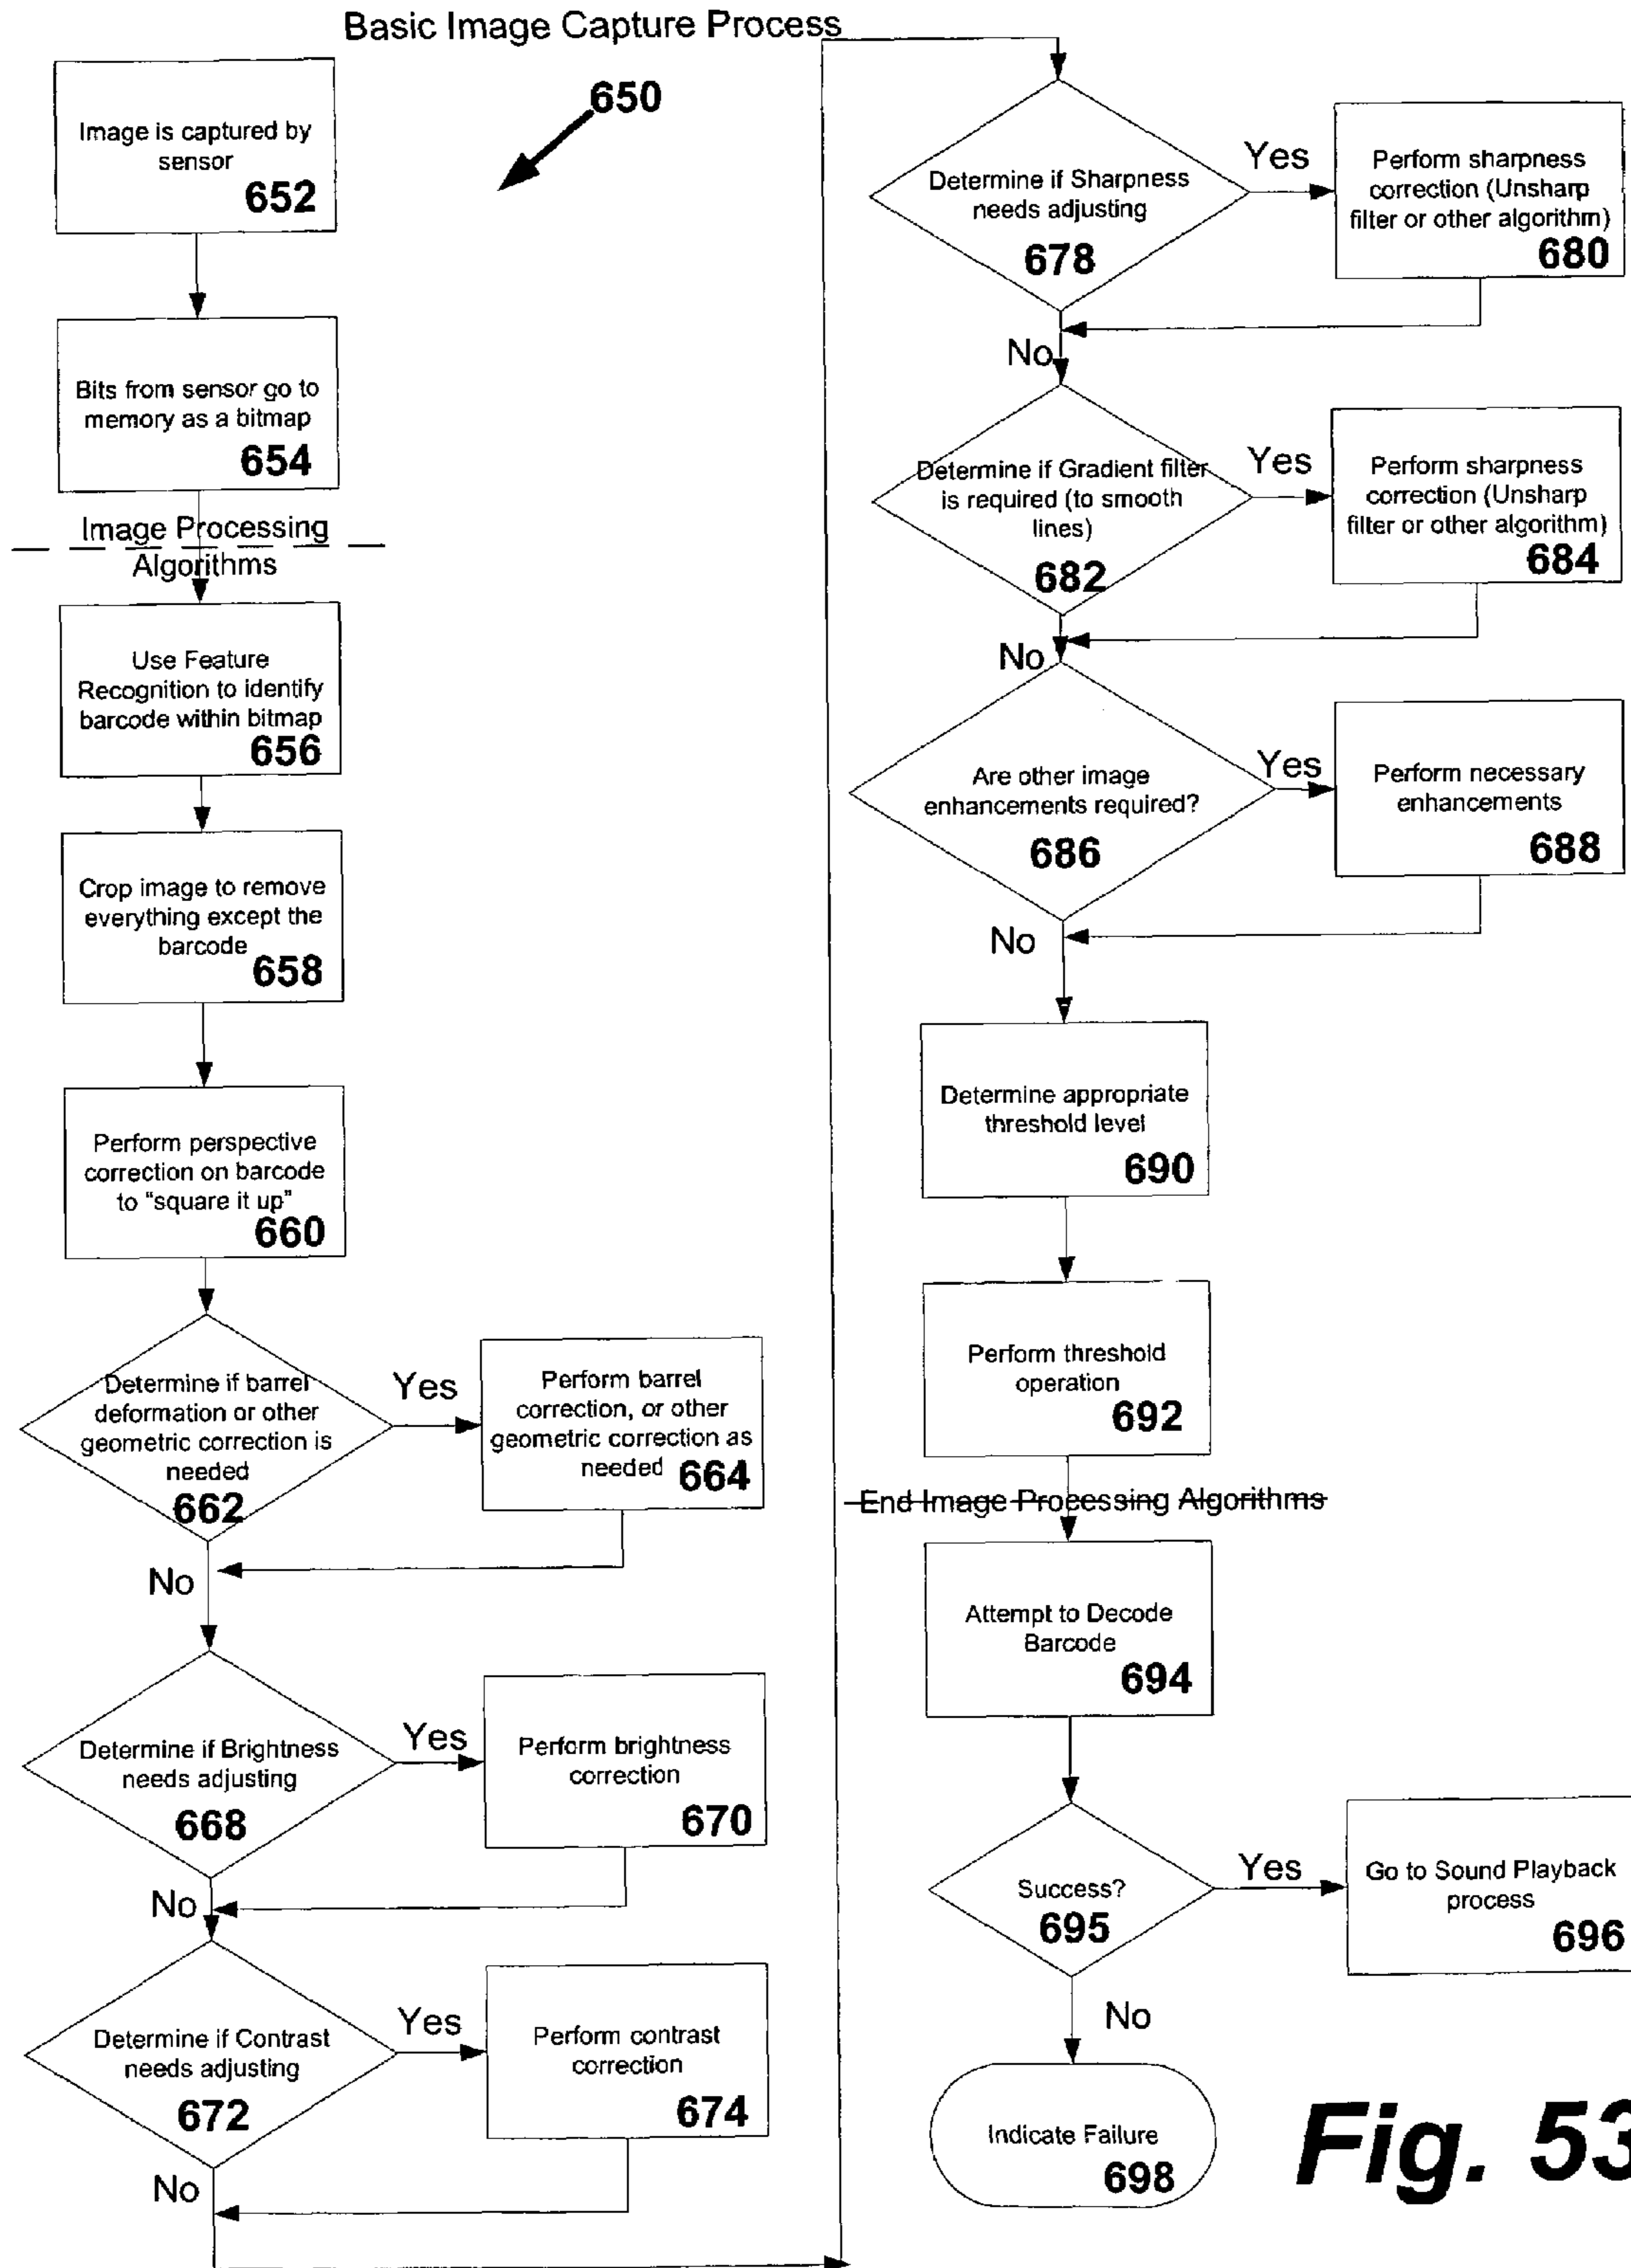 Basic Image Capture Process
650
Image is captured by
sensor
652
Bits from sensor go to
memory as a bitmap
654
Image Processing
Algorithms
Use Feature
Recognition to identify
barcode within bitmap
656
Crop image to remove
everything except the
barcode
658
Perform perspective
correction on barcode
to "square it up"
660
Determine if barrel
deformation or other
geometric correction is
needed
662
Yes
Perform barrel
correction, or other
geometric correction as
needed 664
No
Determine if Brightness
needs adjusting
668
Yes
Perform brightness
correction
670
No
Determine if Contrast
needs adjusting
672
Yes
Perform contrast
correction
674
No
Determine if Sharpness
needs adjusting
678
Yes
Perform sharpness
correction (Unsharp
filter or other algorithm)
680
No
Determine if Gradient filter
is required (to smooth
lines)
682
Yes
Perform sharpness
correction (Unsharp
filter or other algorithm)
684
No
Are other image
enhancements required?
686
Yes
Perform necessary
enhancements
688
No
Determine appropriate
threshold level
690
Perform threshold
operation
692
End Image Processing Algorithms
Attempt to Decode
Barcode
694
Success?
695
Yes
Go to Sound Playback
process
696
No
Indicate Failure
698
Fig. 53